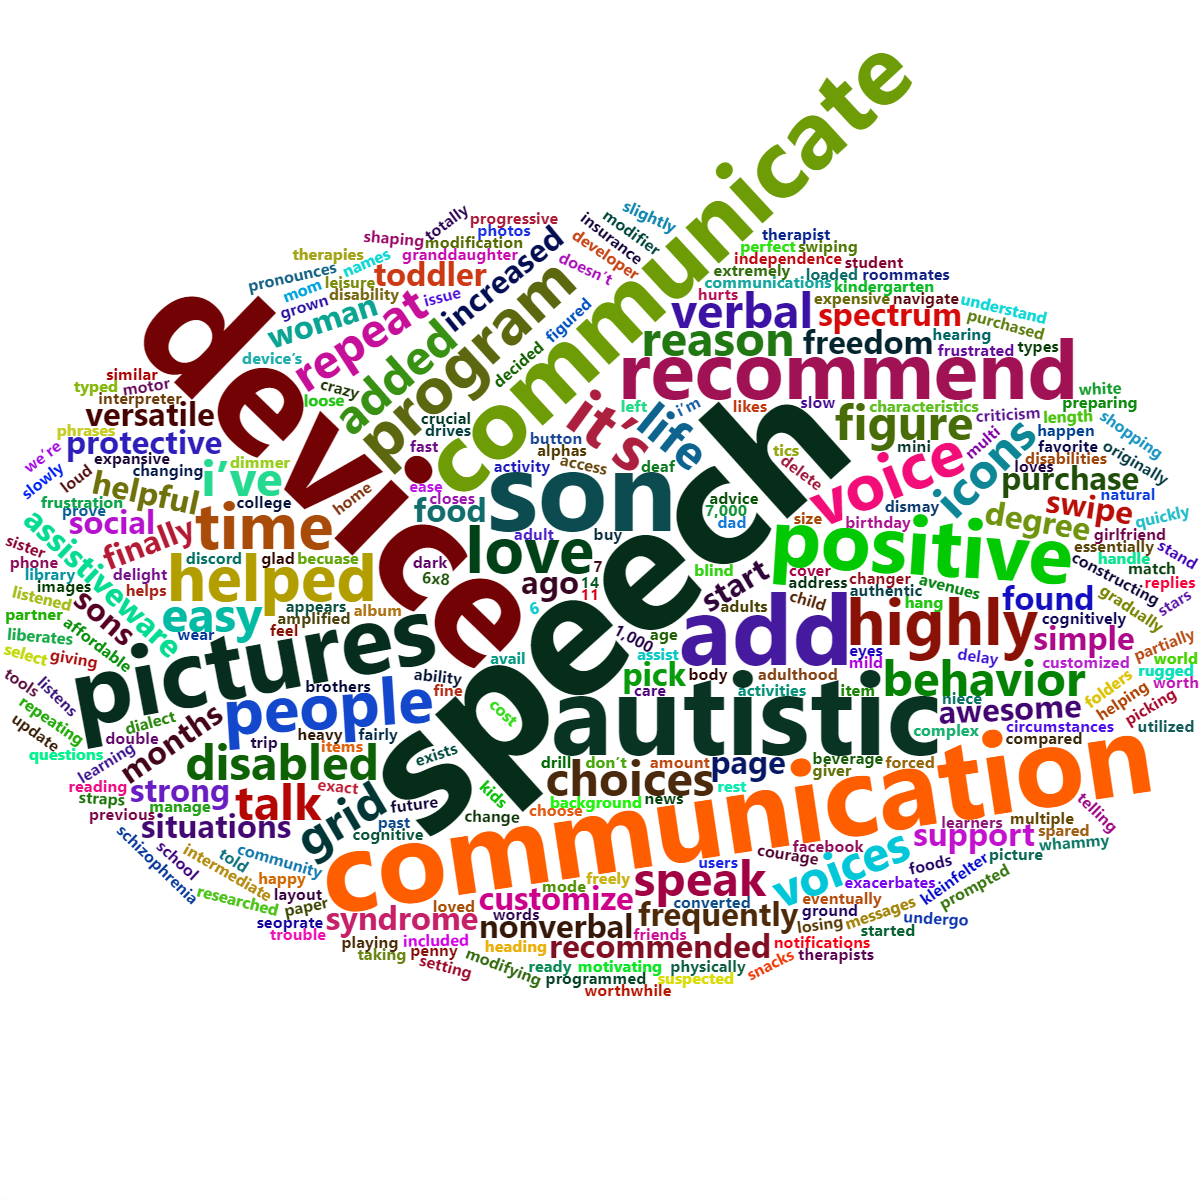 communicate
device
speech
communication
autistic
son
recommend
pictures
add
positive
highly
helped
people
love
time
program
voice
it´s
life
added
repeat
increased
toddler
woman
verbal
spectrum
reason
freedom
figure
icons
purchase
swipe
degree
found
simple
behavior
awesome
support
voices
speak
frequently
recommended
nonverbal
customize
syndrome
choices
page
pick
start
ago
food
easy
finally
social
i´ve
helpful
protective
versatile
assistiveware
sons
months
disabled
strong
talk
situations
grid
totally
progressive
photos
shaping
modification
granddaughter
therapies
names
pronounces
mom
leisure
grown
disability
issue
device´s
crazy
loose
slightly
modifier
insurance
developer
doesn´t
figured
decided
therapist
perfect
swiping
independence
student
extremely
loaded
roommates
communications
kindergarten
hurts
expensive
navigate
understand
purchased
hearing
frustrated
types
white
preparing
characteristics
criticism
length
shopping
happen
originally
favorite
disabilities
loves
multi
mini
natural
quickly
girlfriend
essentially
stand
handle
match
constructing
replies
gradually
stars
cognitively
partially
world
rugged
worth
customized
folders
helping
picking
utilized
circumstances
compared
telling
multiple
whammy
spared
learners
picture
foods
kleinfelter
prompted
exacerbates
messages
undergo
started
eventually
ground
losing
notifications
therapists
snacks
suspected
physically
motivating
ready
programmed
worthwhile
modifying
heading
setting
included
penny
taking
playing
friends
words
loved
mode
freely
converted
users
courage
facebook
news
background
choose
change
kids
cost
exists
drill
don´t
amount
rest
beverage
giver
forced
complex
niece
item
activities
adulthood
body
care
assist
age
1,000
avail
ability
fine
brothers
heavy
fairly
items
trip
exact
future
past
cognitive
manage
previous
straps
reading
learning
double
dialect
questions
repeating
update
listens
tools
giving
select
affordable
liberates
partner
listened
images
library
phone
sister
helps
delight
discord
glad
becuase
college
dimmer
changing
expansive
loud
slowly
we're
phrases
frustration
prove
interpreter
typed
motor
similar
schizophrenia
school
intermediate
told
community
happy
researched
layout
paper
seoprate
trouble
wear
feel
amplified
appears
album
6x8
dark
closes
ease
fast
home
crucial
drives
activity
button
alphas
access
adult
buy
deaf
left
i'm
likes
slow
tics
delete
advice
7,000
dad
size
birthday
dismay
blind
cover
address
changer
authentic
avenues
hang
child
adults
eyes
mild
delay
7
14
11
6